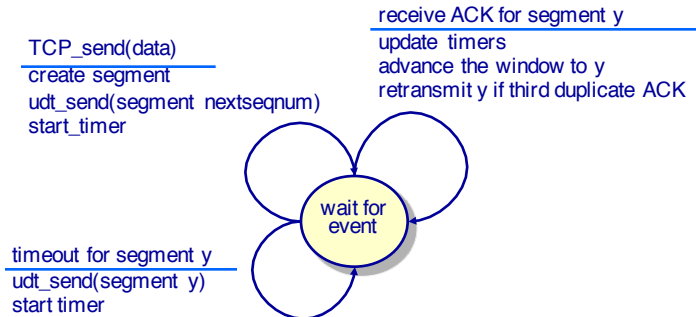 receive ACK for segment y
update timers
advance the window to y
retransmit y if third duplicate ACK
TCP_send(data)
create segment
udt_send(segment nextseqnum)
start_timer
wait for
event
timeout for segment y
udt_send(segment y)
start timer